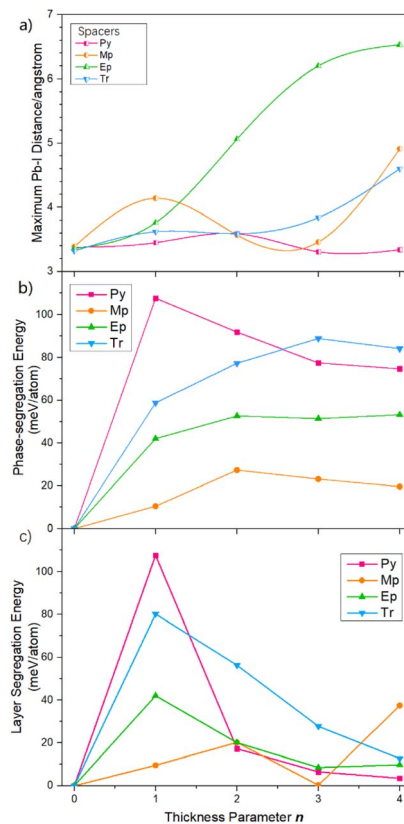 a)
Spacers
Py
Mp
Ep
Tr
Maximum Pb-I Distance/angstrom
7
6
5
4
3
b)
Py
Mp
Ep
Tr
Phase-segregation Energy
(meV/atom)
100
80
60
40
20
0
c)
Py
Mp
Ep
Tr
Layer Segregation Energy
(meV/atom)
100
80
60
40
20
0
0 1 2 3 4
Thickness Parameter n